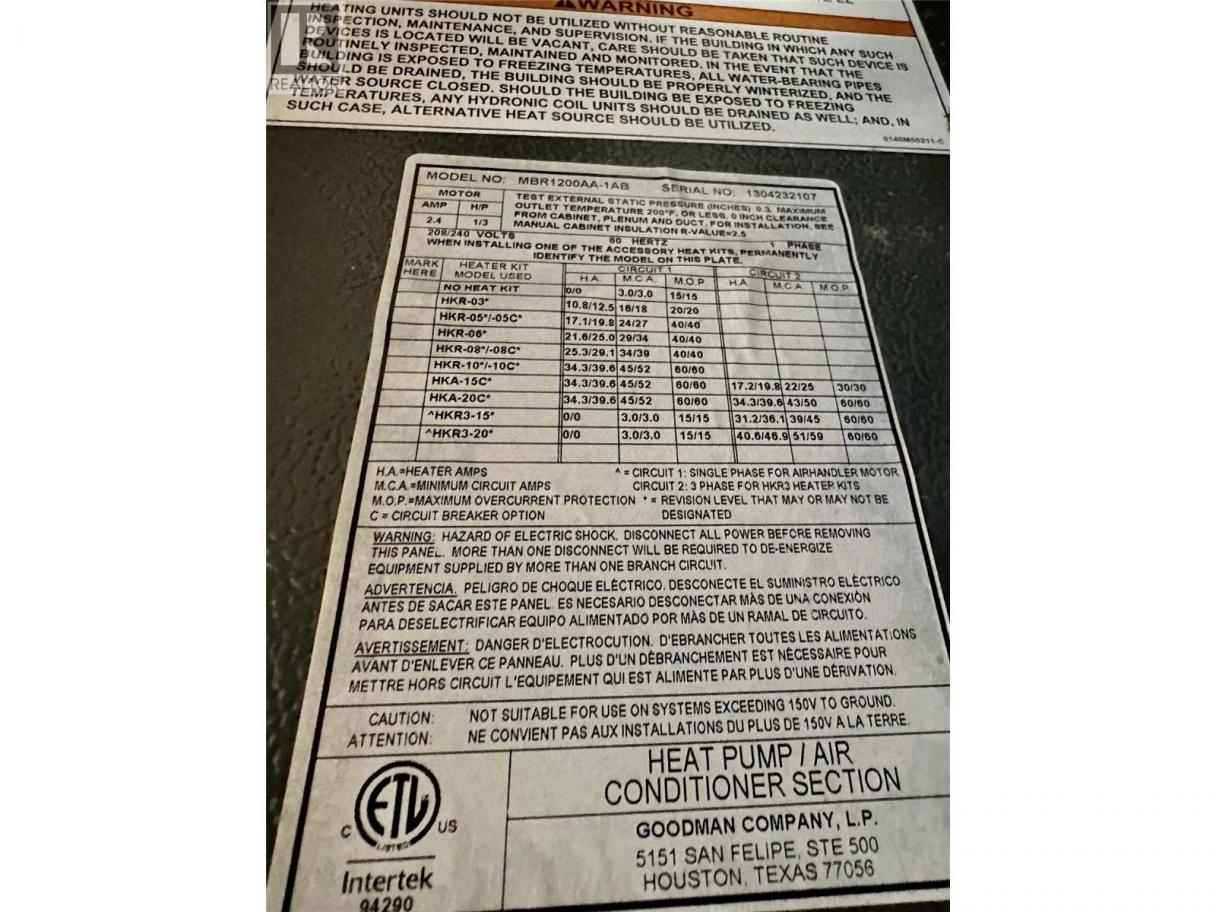 WARNING
HEATING UNITS SHOULD NOT BE UTILIZED WITHOUT REASONABLE ROUTINE
INSPECTION, MAINTENANCE, AND SUPERVISION. IF THE BUILDING IN WHICH ANY SUCH
DEVICES IS LOCATED WILL BE VACANT, CARE SHOULD BE TAKEN THAT SUCH DEVICE IS
ROUTINELY INSPECTED, MAINTAINED AND MONITORED. IN THE EVENT THAT THE
BUILDING IS EXPOSED TO FREEZING TEMPERATURES, ALL WATER-BEARING PIPES
SHOULD BE DRAINED, THE BUILDING SHOULD BE PROPERLY WINTERIZED, AND THE
WATER SOURCE CLOSED. SHOULD THE BUILDING BE EXPOSED TO FREEZING
TEMPERATURES, ANY HYDRONIC COIL UNITS SHOULD BE DRAINED AS WELL; AND, IN
SUCH CASE, ALTERNATIVE HEAT SOURCE SHOULD BE UTILIZED.
0140M00211-C
REALTOR®
MODEL NO: MBR1200AA-1AB SERIAL NO: 1304232107
MOTOR
AMP H/P
2.4 1/3
TEST EXTERNAL STATIC PRESSURE (INCHES) 0.3. MAXIMUM
OUTLET TEMPERATURE 200°F. OR LESS, 0 INCH CLEARANCE
FROM CABINET, PLENUM AND DUCT. FOR INSTALLATION, SEE
MANUAL CABINET INSULATION R-VALUE=2.5
208/240 VOLTS 60 HERTZ 1 PHASE
WHEN INSTALLING ONE OF THE ACCESSORY HEAT KITS, PERMANENTLY
IDENTIFY THE MODEL ON THIS PLATE.
MARK HERE HEATER KIT MODEL USED CIRCUIT 1 CIRCUIT 2
H.A. M.C.A. M.O.P H.A. M.C.A M.O.P
NO HEAT KIT 0/0 3.0/3.0 15/15
HKR-03* 10.8/12.5 16/18 20/20
HKR-05*/-05C* 17.1/19.8 24/27 40/40
HKR-06* 21.6/25.0 29/34 40/40
HKR-08*/-08C* 25.3/29.1 34/39 40/40
HKR-10*/-10C* 34.3/39.6 45/52 60/60
HKA-15C* 34.3/39.6 45/52 60/60 17.2/19.8 22/25 30/30
HKA-20C* 34.3/39.6 45/52 60/60 34.3/39.6 43/50 60/60
^HKR3-15* 0/0 3.0/3.0 15/15 31.2/36.1 39/45 60/60
^HKR3-20* 0/0 3.0/3.0 15/15 40.6/46.9 51/59 60/60
H.A.=HEATER AMPS ^ = CIRCUIT 1: SINGLE PHASE FOR AIRHANDLER MOTOR
M.C.A.=MINIMUM CIRCUIT AMPS CIRCUIT 2: 3 PHASE FOR HKR3 HEATER KITS
M.O.P.=MAXIMUM OVERCURRENT PROTECTION * = REVISION LEVEL THAT MAY OR MAY NOT BE
C = CIRCUIT BREAKER OPTION DESIGNATED
WARNING: HAZARD OF ELECTRIC SHOCK. DISCONNECT ALL POWER BEFORE REMOVING
THIS PANEL. MORE THAN ONE DISCONNECT WILL BE REQUIRED TO DE-ENERGIZE
EQUIPMENT SUPPLIED BY MORE THAN ONE BRANCH CIRCUIT.
ADVERTENCIA: PELIGRO DE CHOQUE ELÉCTRICO. DESCONECTE EL SUMINISTRO ELÉCTRICO
ANTES DE SACAR ESTE PANEL. ES NECESARIO DESCONECTAR MÁS DE UNA CONEXIÓN
PARA DESELECTRIFICAR EQUIPO ALIMENTADO POR MÁS DE UN RAMAL DE CIRCUITO.
AVERTISSEMENT: DANGER D'ELECTROCUTION. D'EBRANCHER TOUTES LES ALIMENTATIONS
AVANT D'ENLEVER CE PANNEAU. PLUS D'UN DÉBRANCHEMENT EST NÉCESSAIRE POUR
METTRE HORS CIRCUIT L'EQUIPEMENT QUI EST ALIMENTE PAR PLUS D'UNE DÉRIVATION.
CAUTION: NOT SUITABLE FOR USE ON SYSTEMS EXCEEDING 150V TO GROUND.
ATTENTION: NE CONVIENT PAS AUX INSTALLATIONS DU PLUS DE 150V A LA TERRE.
HEAT PUMP / AIR
CONDITIONER SECTION
GOODMAN COMPANY, L.P.
5151 SAN FELIPE, STE 500
HOUSTON, TEXAS 77056
C ETL US
LISTED
Intertek
94290